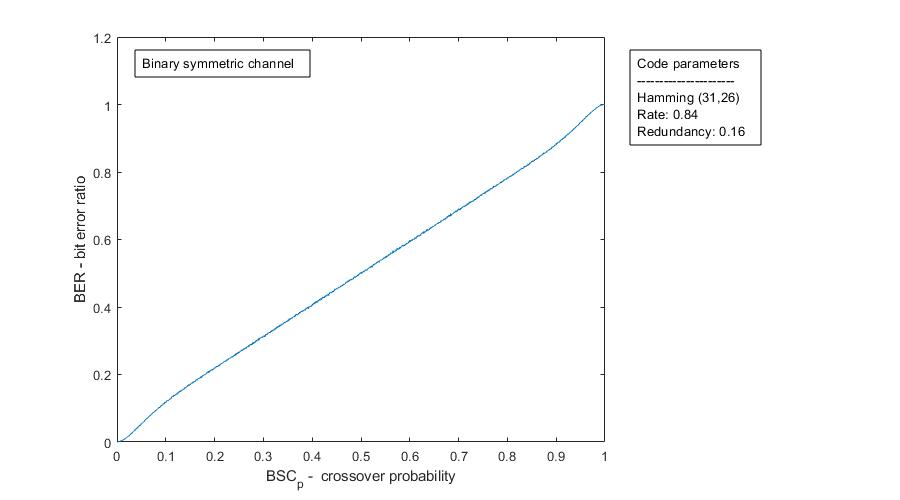 Binary symmetric channel
Code parameters
----------------------
Hamming (31,26)
Rate: 0.84
Redundancy: 0.16
BER - bit error ratio
1.2
1
0.8
0.6
0.4
0.2
0
0 0.1 0.2 0.3 0.4 0.5 0.6 0.7 0.8 0.9 1
BSCp - crossover probability